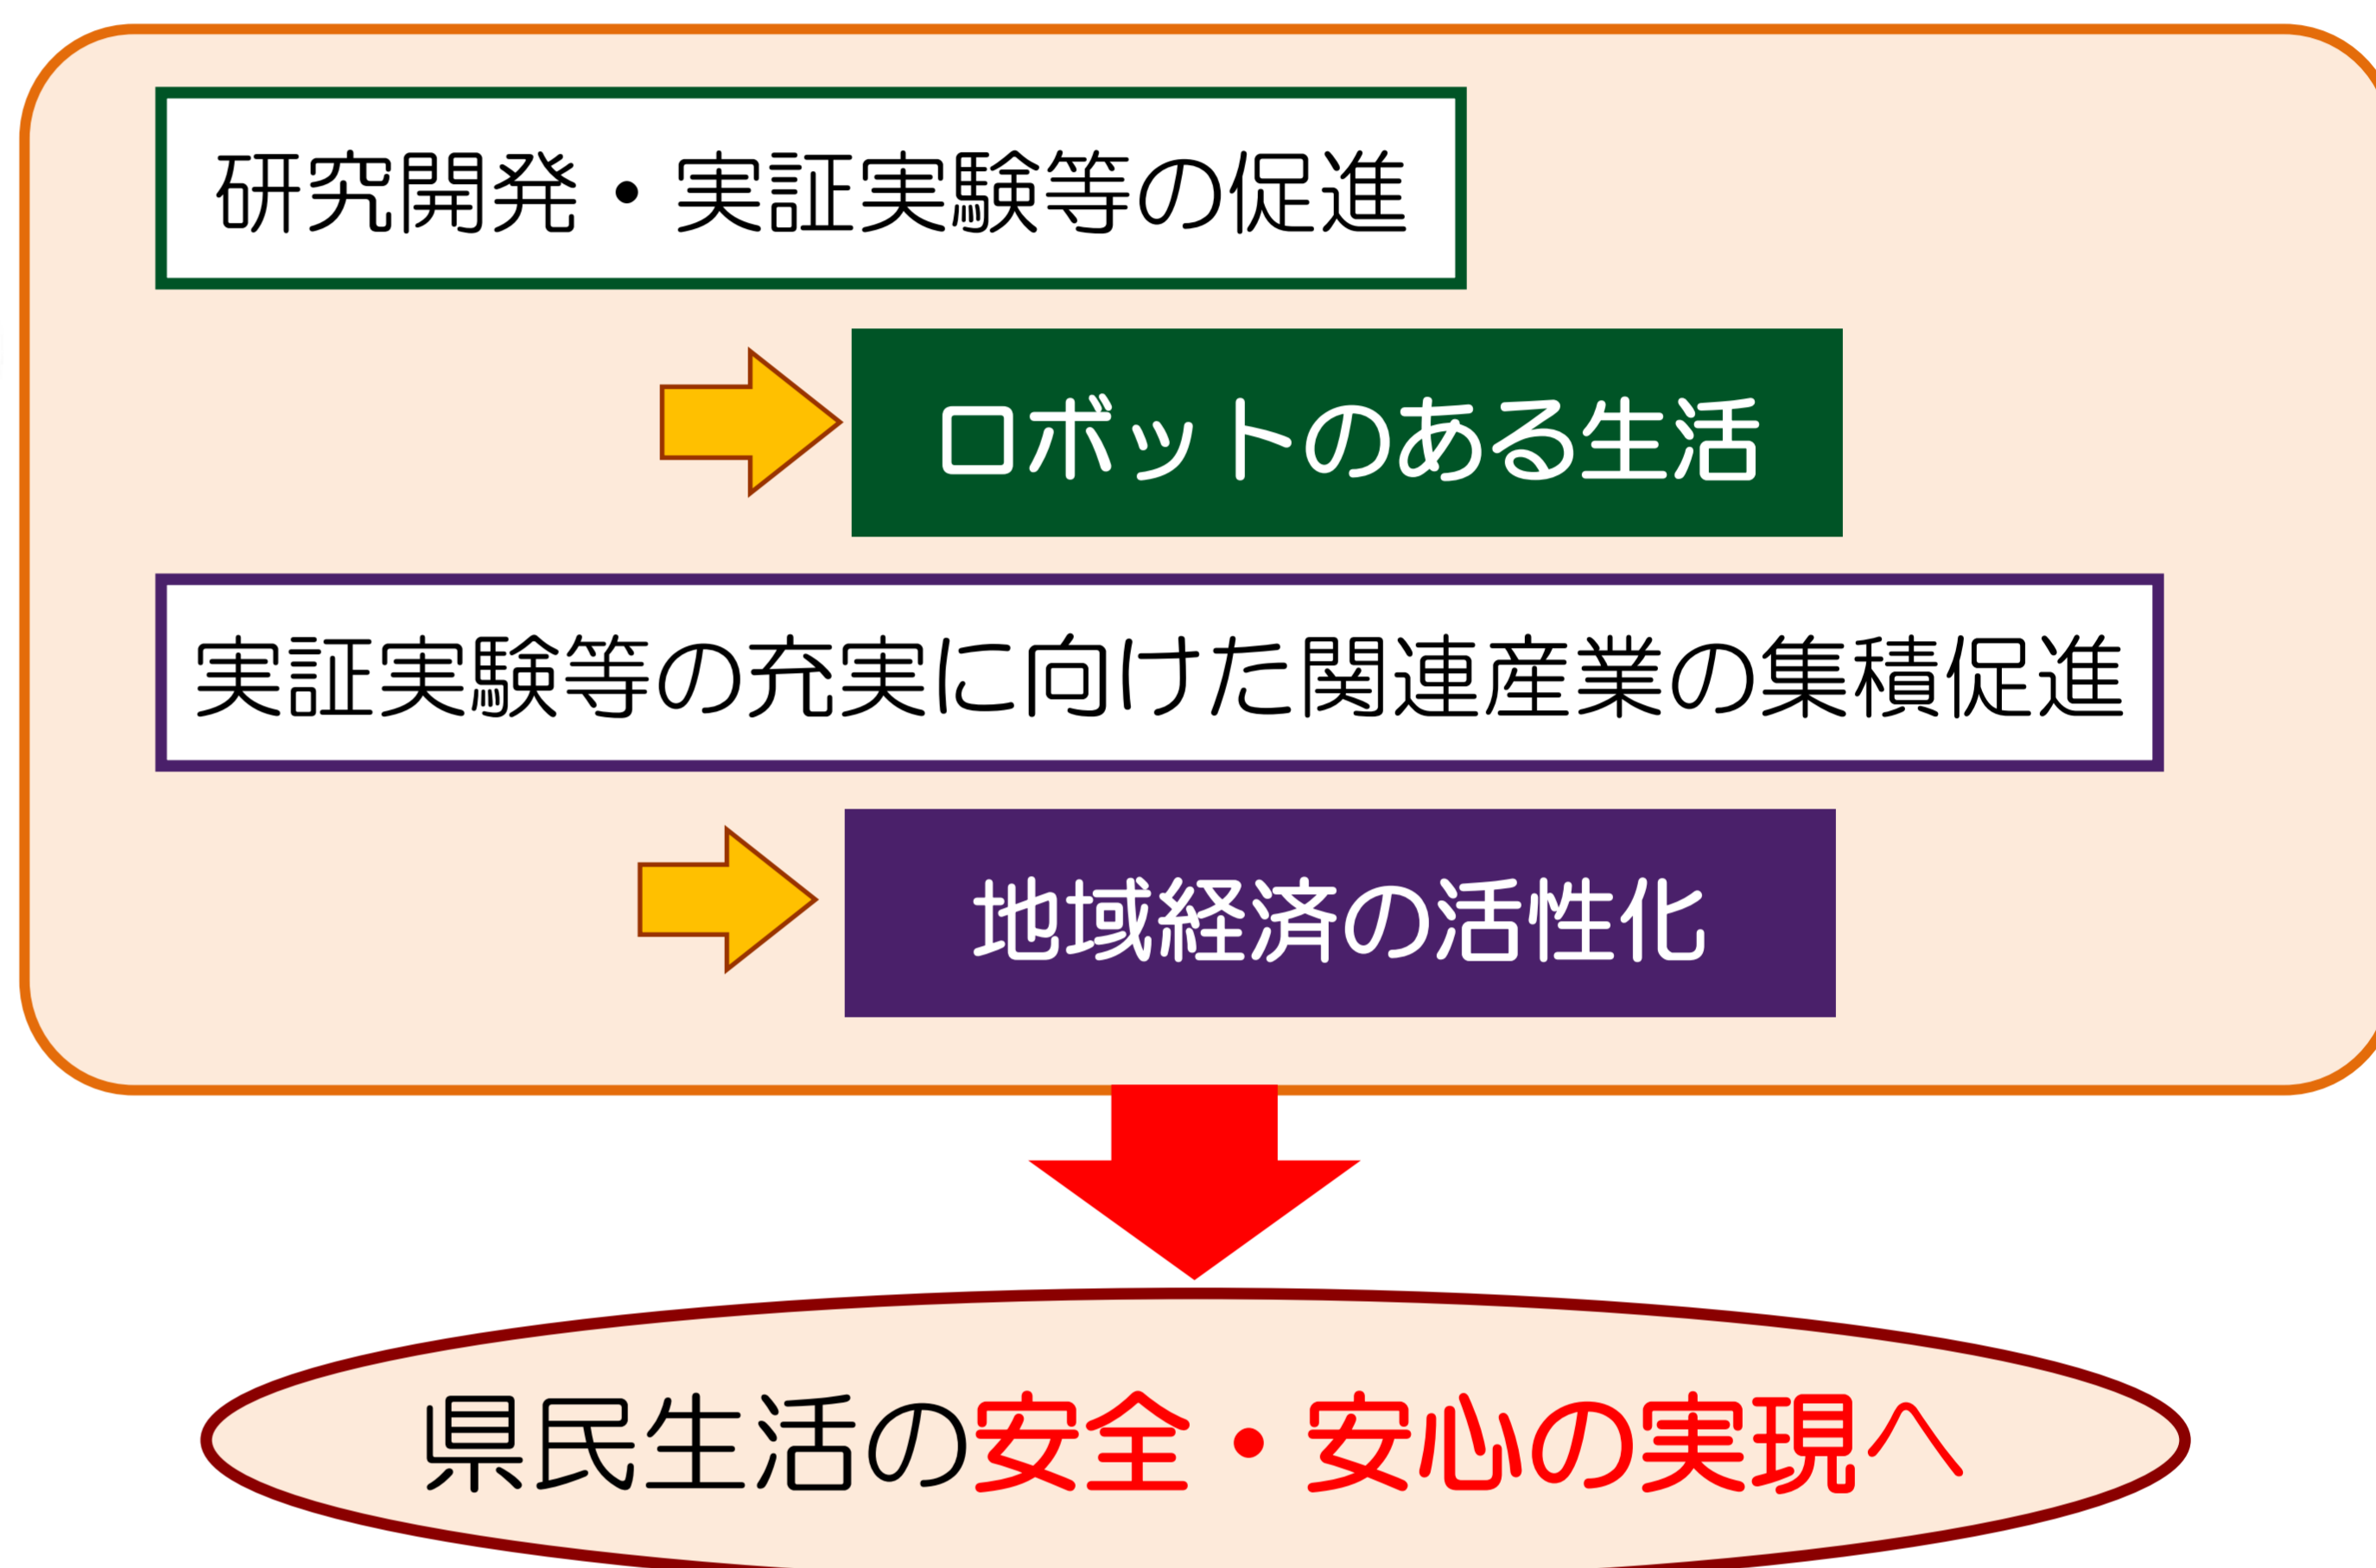 研究開発・実証実験等の促進
ロボットのある生活
実証実験等の充実に向けた関連産業の集積促進
地域経済の活性化
県民生活の安全・安心の実現へ